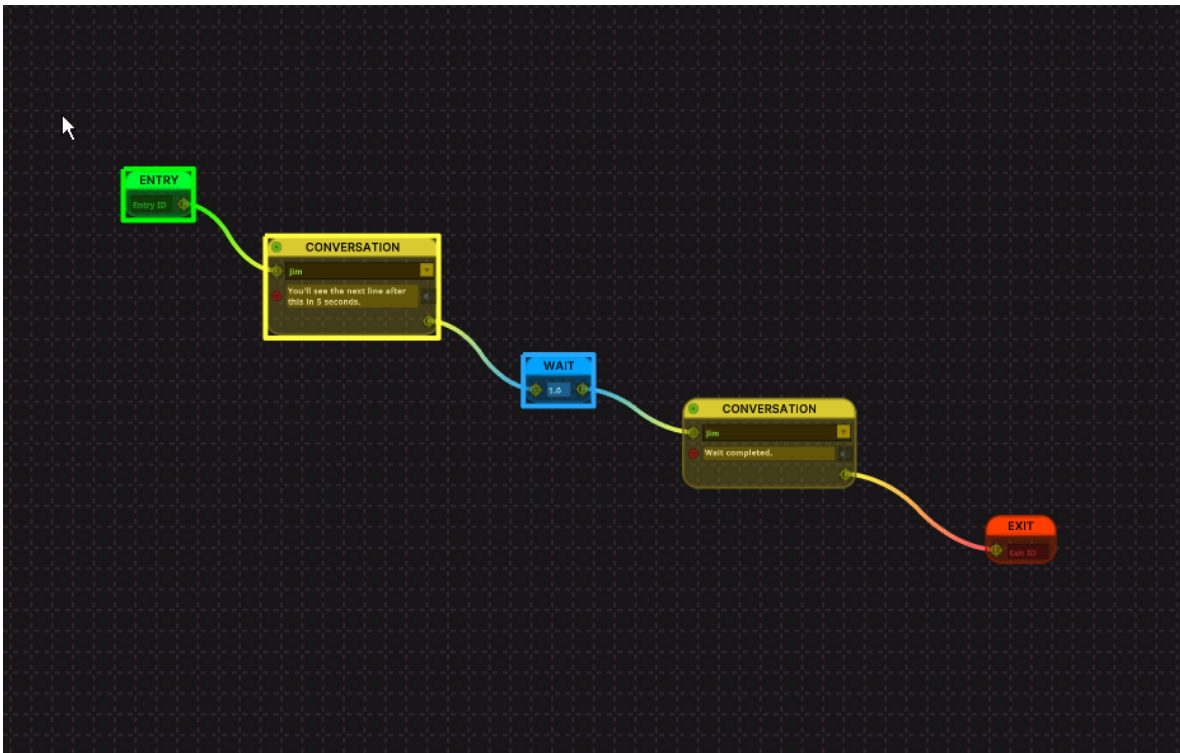 ENTRY
Entry ID
CONVERSATION
Jim
You'll see the next line after
this in 5 seconds.
WAIT
1.0
CONVERSATION
Jim
Wait completed.
EXIT
Exit ID